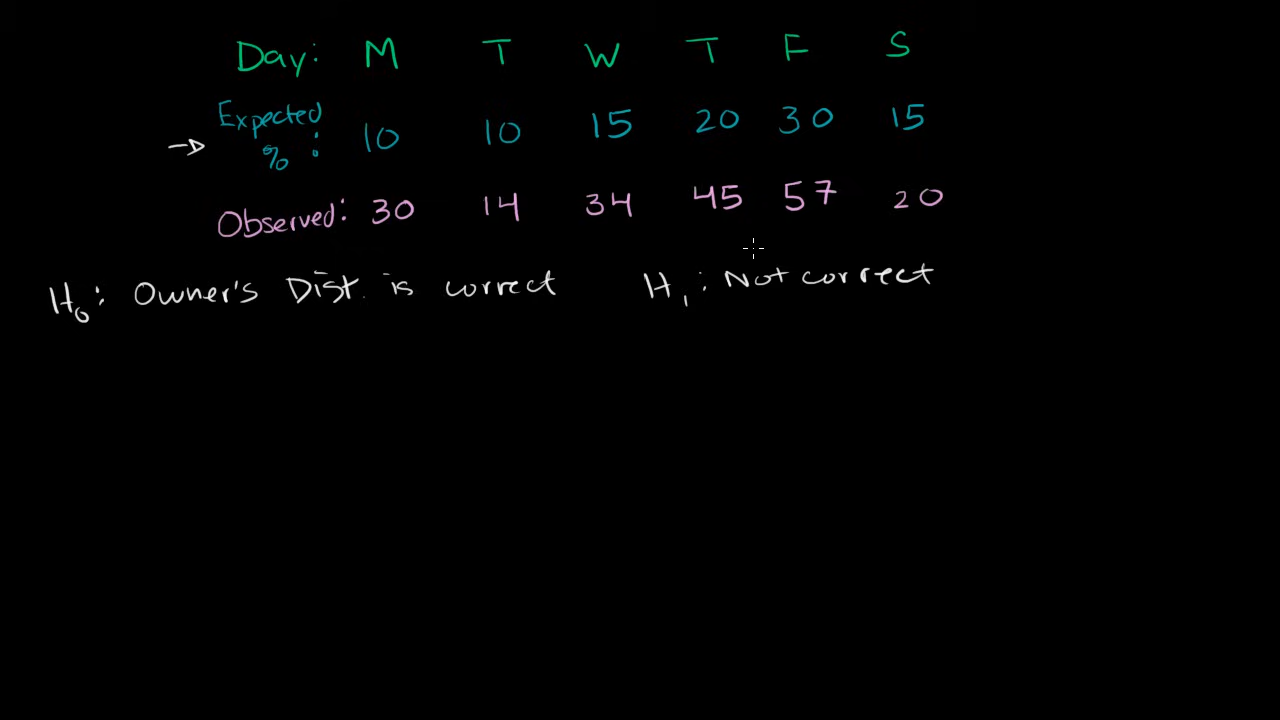 Day: M T W T F S
Expected %: 10 10 15 20 30 15
Observed: 30 14 34 45 57 20
H₀: Owner's Dist. is correct H₁: Not correct